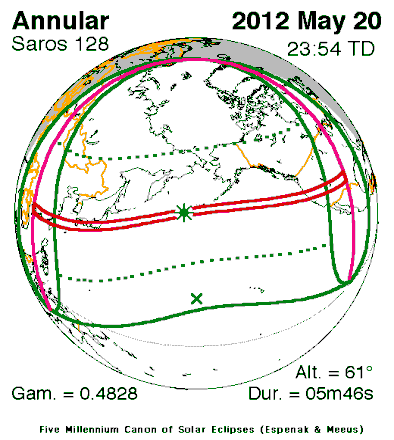 Annular 2012 May 20
Saros 128 23:54 TD
Alt. = 61°
Gam. = 0.4828 Dur. = 05m46s
Five Millennium Canon of Solar Eclipses (Espenak & Meeus)